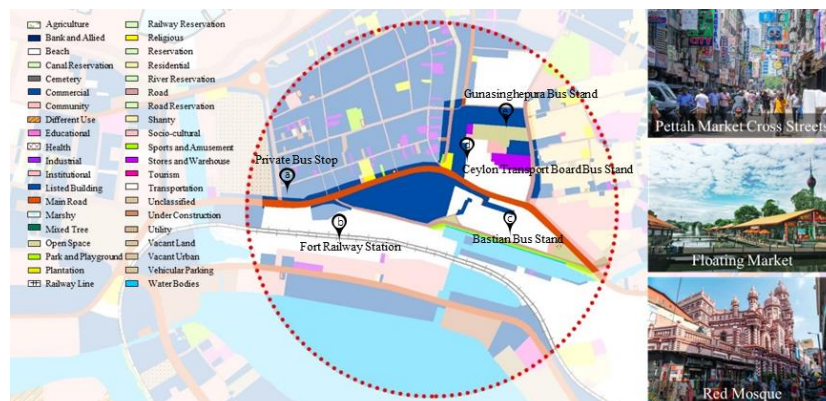 Agriculture
Bank and Allied
Beach
Canal Reservation
Cemetery
Commercial
Community
Different Use
Educational
Health
Industrial
Institutional
Listed Building
Main Road
Marshy
Mixed Tree
Open Space
Park and Playground
Plantation
Railway Line
Railway Reservation
Religious
Reservation
Residential
River Reservation
Road
Road Reservation
Shanty
Socio-cultural
Sports and Amusement
Stores and Warehouse
Tourism
Transportation
Unclassified
Under Construction
Utility
Vacant Land
Vacant Urban
Vehicular Parking
Water Bodies
Gunasinghepura Bus Stand
d
Ceylon Transport Board Bus Stand
Private Bus Stop
a
b
Fort Railway Station
c
Bastian Bus Stand
Pettah Market Cross Streets
Floating Market
Red Mosque